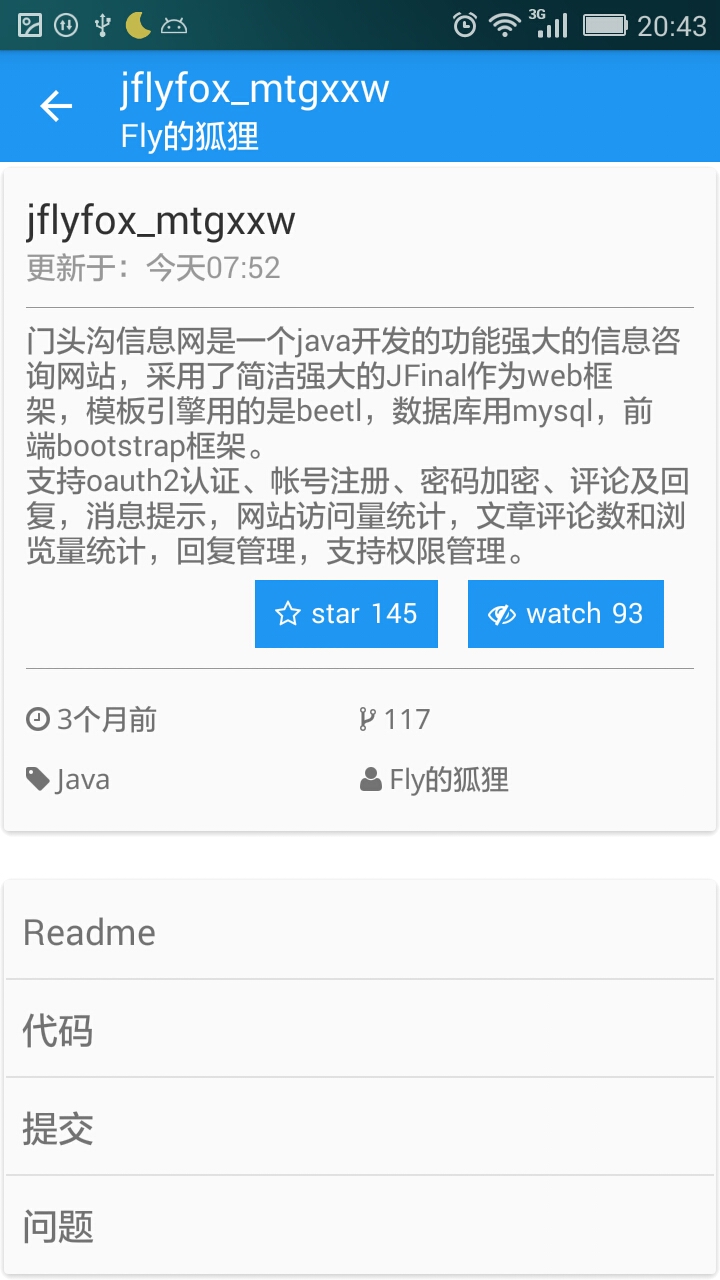 3G 20:43
jflyfox_mtgxxw
Fly的狐狸
jflyfox_mtgxxw
更新于：今天07:52
门头沟信息网是一个java开发的功能强大的信息咨
询网站，采用了简洁强大的JFinal作为web框
架，模板引擎用的是beetl，数据库用mysql，前
端bootstrap框架。
支持oauth2认证、帐号注册、密码加密、评论及回
复，消息提示，网站访问量统计，文章评论数和浏
览量统计，回复管理，支持权限管理。
star 145 watch 93
3个月前 117
Java Fly的狐狸
Readme
代码
提交
问题